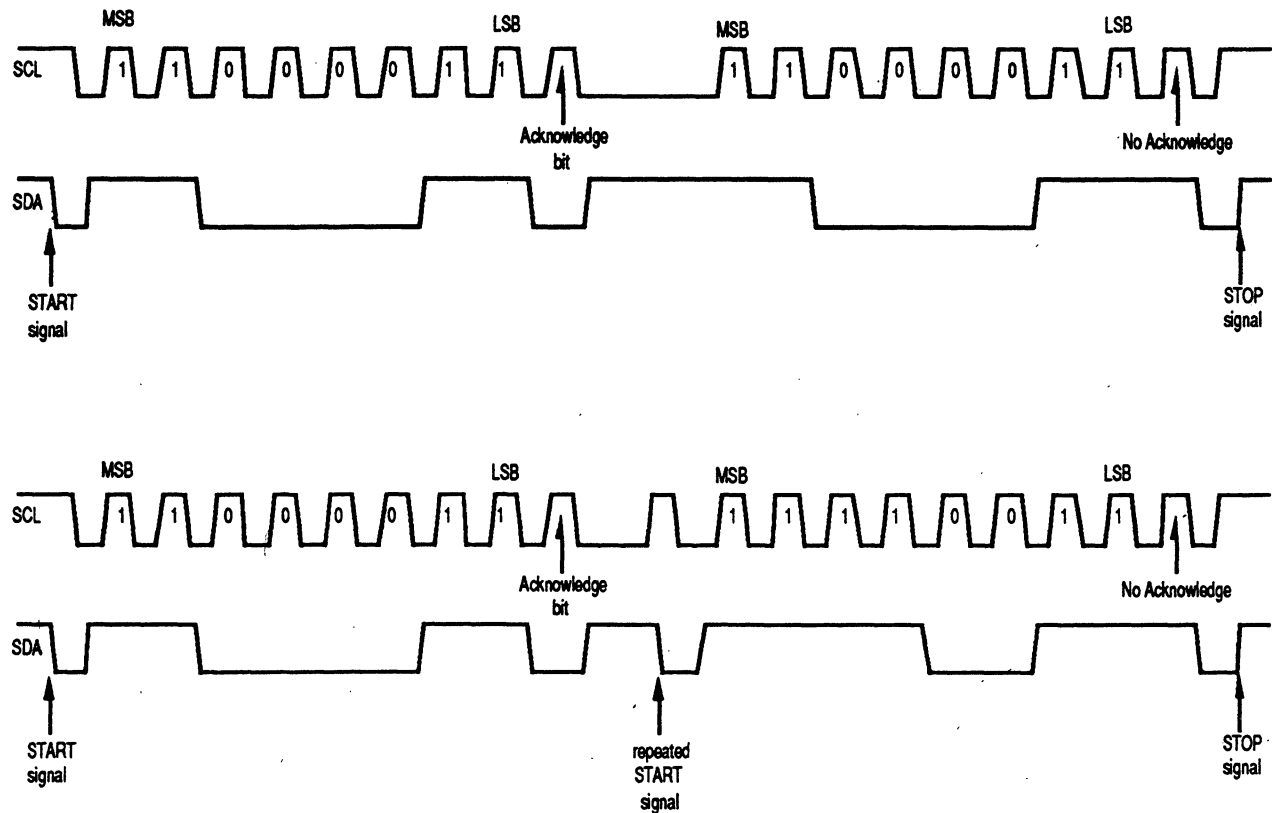 MSB LSB MSB LSB
SCL 1 1 0 0 0 0 1 1 1 1 0 0 0 0 1 1
Acknowledge
bit
No Acknowledge
SDA
START
signal
STOP
signal
MSB LSB MSB LSB
SCL 1 1 0 0 0 0 1 1 1 1 1 1 0 0 1 1
Acknowledge
bit
No Acknowledge
SDA
START
signal
repeated
START
signal
STOP
signal